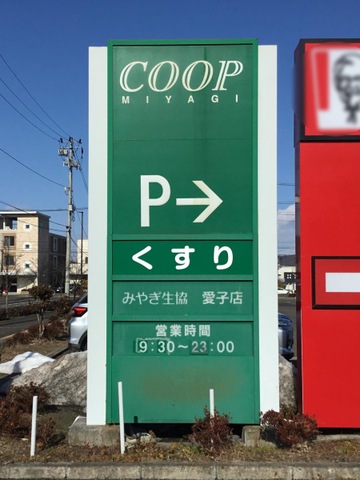 COOP
MIYAGI
P→
くすり
みやぎ生協 愛子店
営業時間
9:30〜23:00